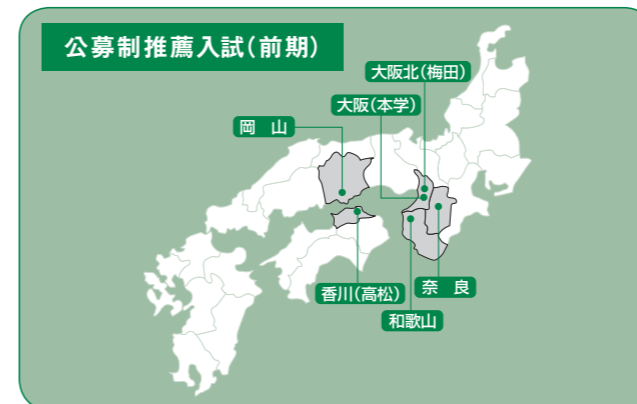 公募制推薦入試(前期)
大阪北(梅田)
大阪(本学)
岡 山
香川(高松)
奈 良
和歌山